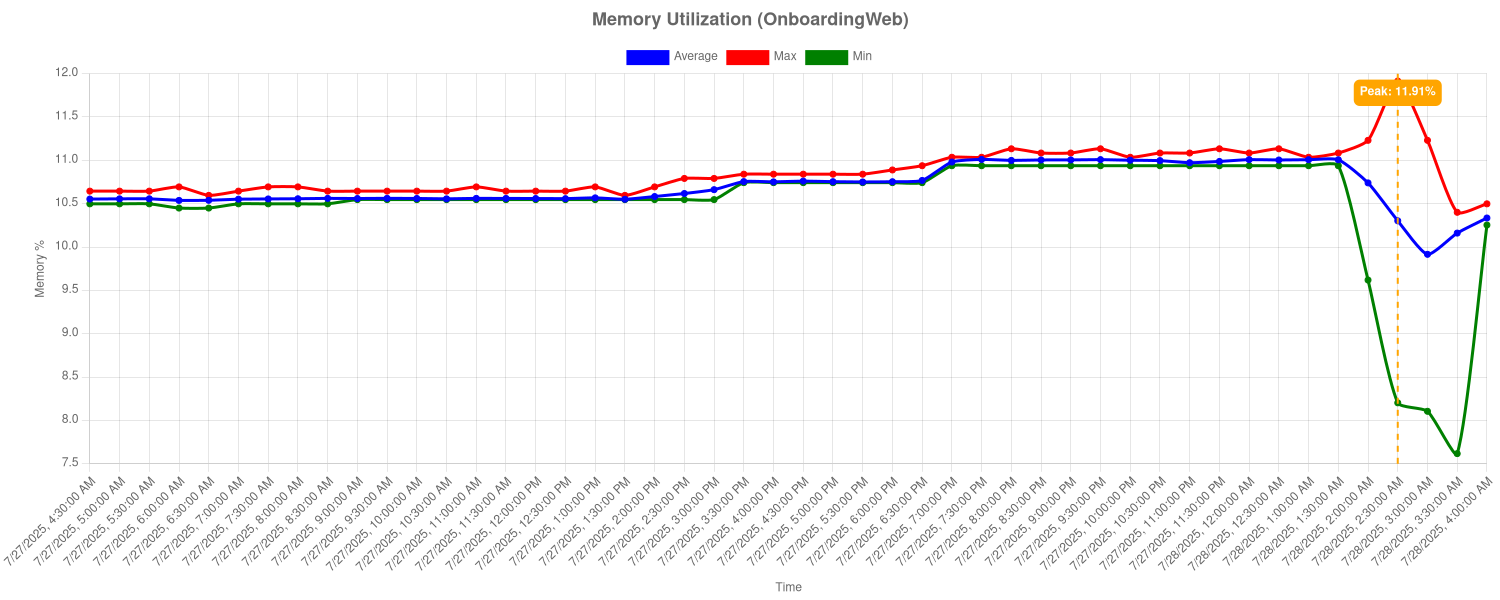 Memory Utilization (OnboardingWeb)
Average Max Min
12.0
Peak: 11.91%
11.5
11.0
10.5
10.0
Memory %
9.5
9.0
8.5
8.0
7.5
7/27/2025, 4:30:00 AM
7/27/2025, 5:00:00 AM
7/27/2025, 5:30:00 AM
7/27/2025, 6:00:00 AM
7/27/2025, 6:30:00 AM
7/27/2025, 7:00:00 AM
7/27/2025, 7:30:00 AM
7/27/2025, 8:00:00 AM
7/27/2025, 8:30:00 AM
7/27/2025, 9:00:00 AM
7/27/2025, 9:30:00 AM
7/27/2025, 10:00:00 AM
7/27/2025, 10:30:00 AM
7/27/2025, 11:00:00 AM
7/27/2025, 11:30:00 AM
7/27/2025, 12:00:00 PM
7/27/2025, 12:30:00 PM
7/27/2025, 1:00:00 PM
7/27/2025, 1:30:00 PM
7/27/2025, 2:00:00 PM
7/27/2025, 2:30:00 PM
7/27/2025, 3:00:00 PM
7/27/2025, 3:30:00 PM
7/27/2025, 4:00:00 PM
7/27/2025, 4:30:00 PM
7/27/2025, 5:00:00 PM
7/27/2025, 5:30:00 PM
7/27/2025, 6:00:00 PM
7/27/2025, 6:30:00 PM
7/27/2025, 7:00:00 PM
7/27/2025, 7:30:00 PM
7/27/2025, 8:00:00 PM
7/27/2025, 8:30:00 PM
7/27/2025, 9:00:00 PM
7/27/2025, 9:30:00 PM
7/27/2025, 10:00:00 PM
7/27/2025, 10:30:00 PM
7/27/2025, 11:00:00 PM
7/27/2025, 11:30:00 PM
7/28/2025, 12:00:00 AM
7/28/2025, 12:30:00 AM
7/28/2025, 1:00:00 AM
7/28/2025, 1:30:00 AM
7/28/2025, 2:00:00 AM
7/28/2025, 2:30:00 AM
7/28/2025, 3:00:00 AM
7/28/2025, 3:30:00 AM
7/28/2025, 4:00:00 AM
Time